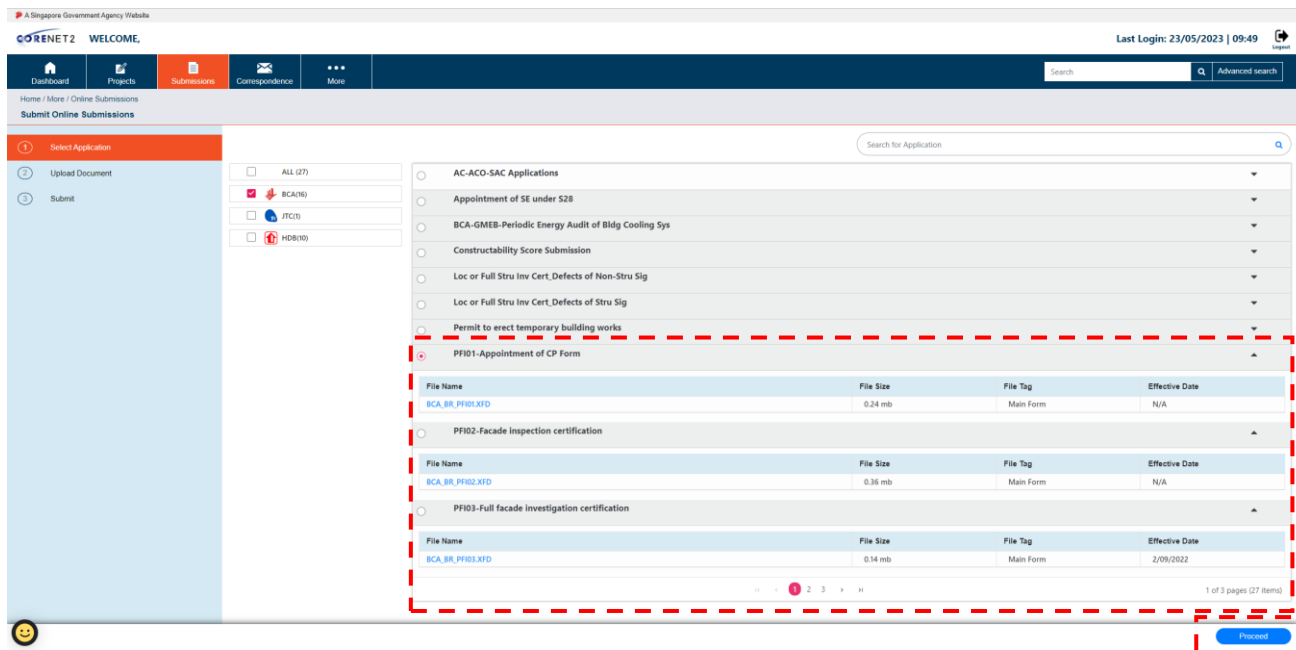 A Singapore Government Agency Website
CORENET2 WELCOME,
Last Login: 23/05/2023 | 09:49
Logout
Dashboard Projects Submissions Correspondence More
Search
Advanced search
Home / More / Online Submissions
Submit Online Submissions
1 Select Application
2 Upload Document
3 Submit
Search for Application
ALL (27)
BCA(16)
JTC(1)
HDB(10)
AC-ACO-SAC Applications
Appointment of SE under S28
BCA-GMEB-Periodic Energy Audit of Bldg Cooling Sys
Constructability Score Submission
Loc or Full Stru Inv Cert_Defects of Non-Stru Sig
Loc or Full Stru Inv Cert_Defects of Stru Sig
Permit to erect temporary building works
PFI01-Appointment of CP Form
File Name File Size File Tag Effective Date
BCA_BR_PFI01.XFD 0.24 mb Main Form N/A
PFI02-Facade inspection certification
File Name File Size File Tag Effective Date
BCA_BR_PFI02.XFD 0.36 mb Main Form N/A
PFI03-Full facade investigation certification
File Name File Size File Tag Effective Date
BCA_BR_PFI03.XFD 0.14 mb Main Form 2/09/2022
1 2 3
1 of 3 pages (27 items)
Proceed